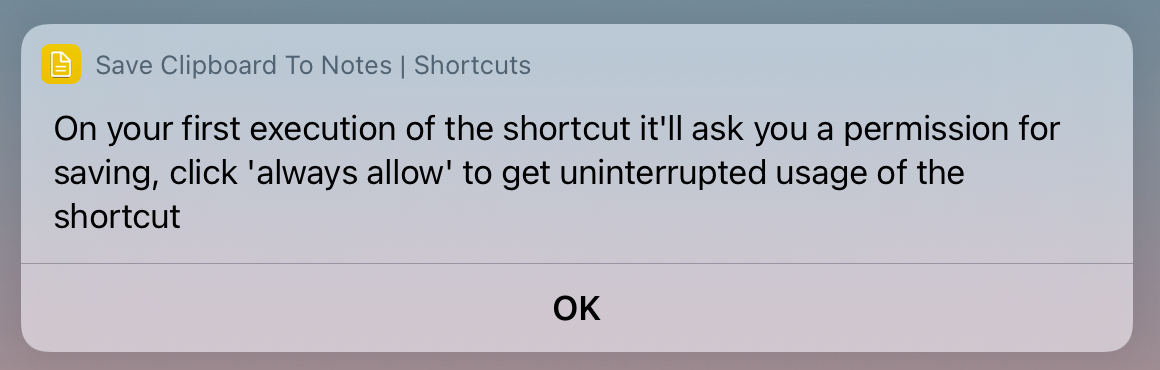 Save Clipboard To Notes | Shortcuts
On your first execution of the shortcut it'll ask you a permission for
saving, click 'always allow' to get uninterrupted usage of the
shortcut
OK